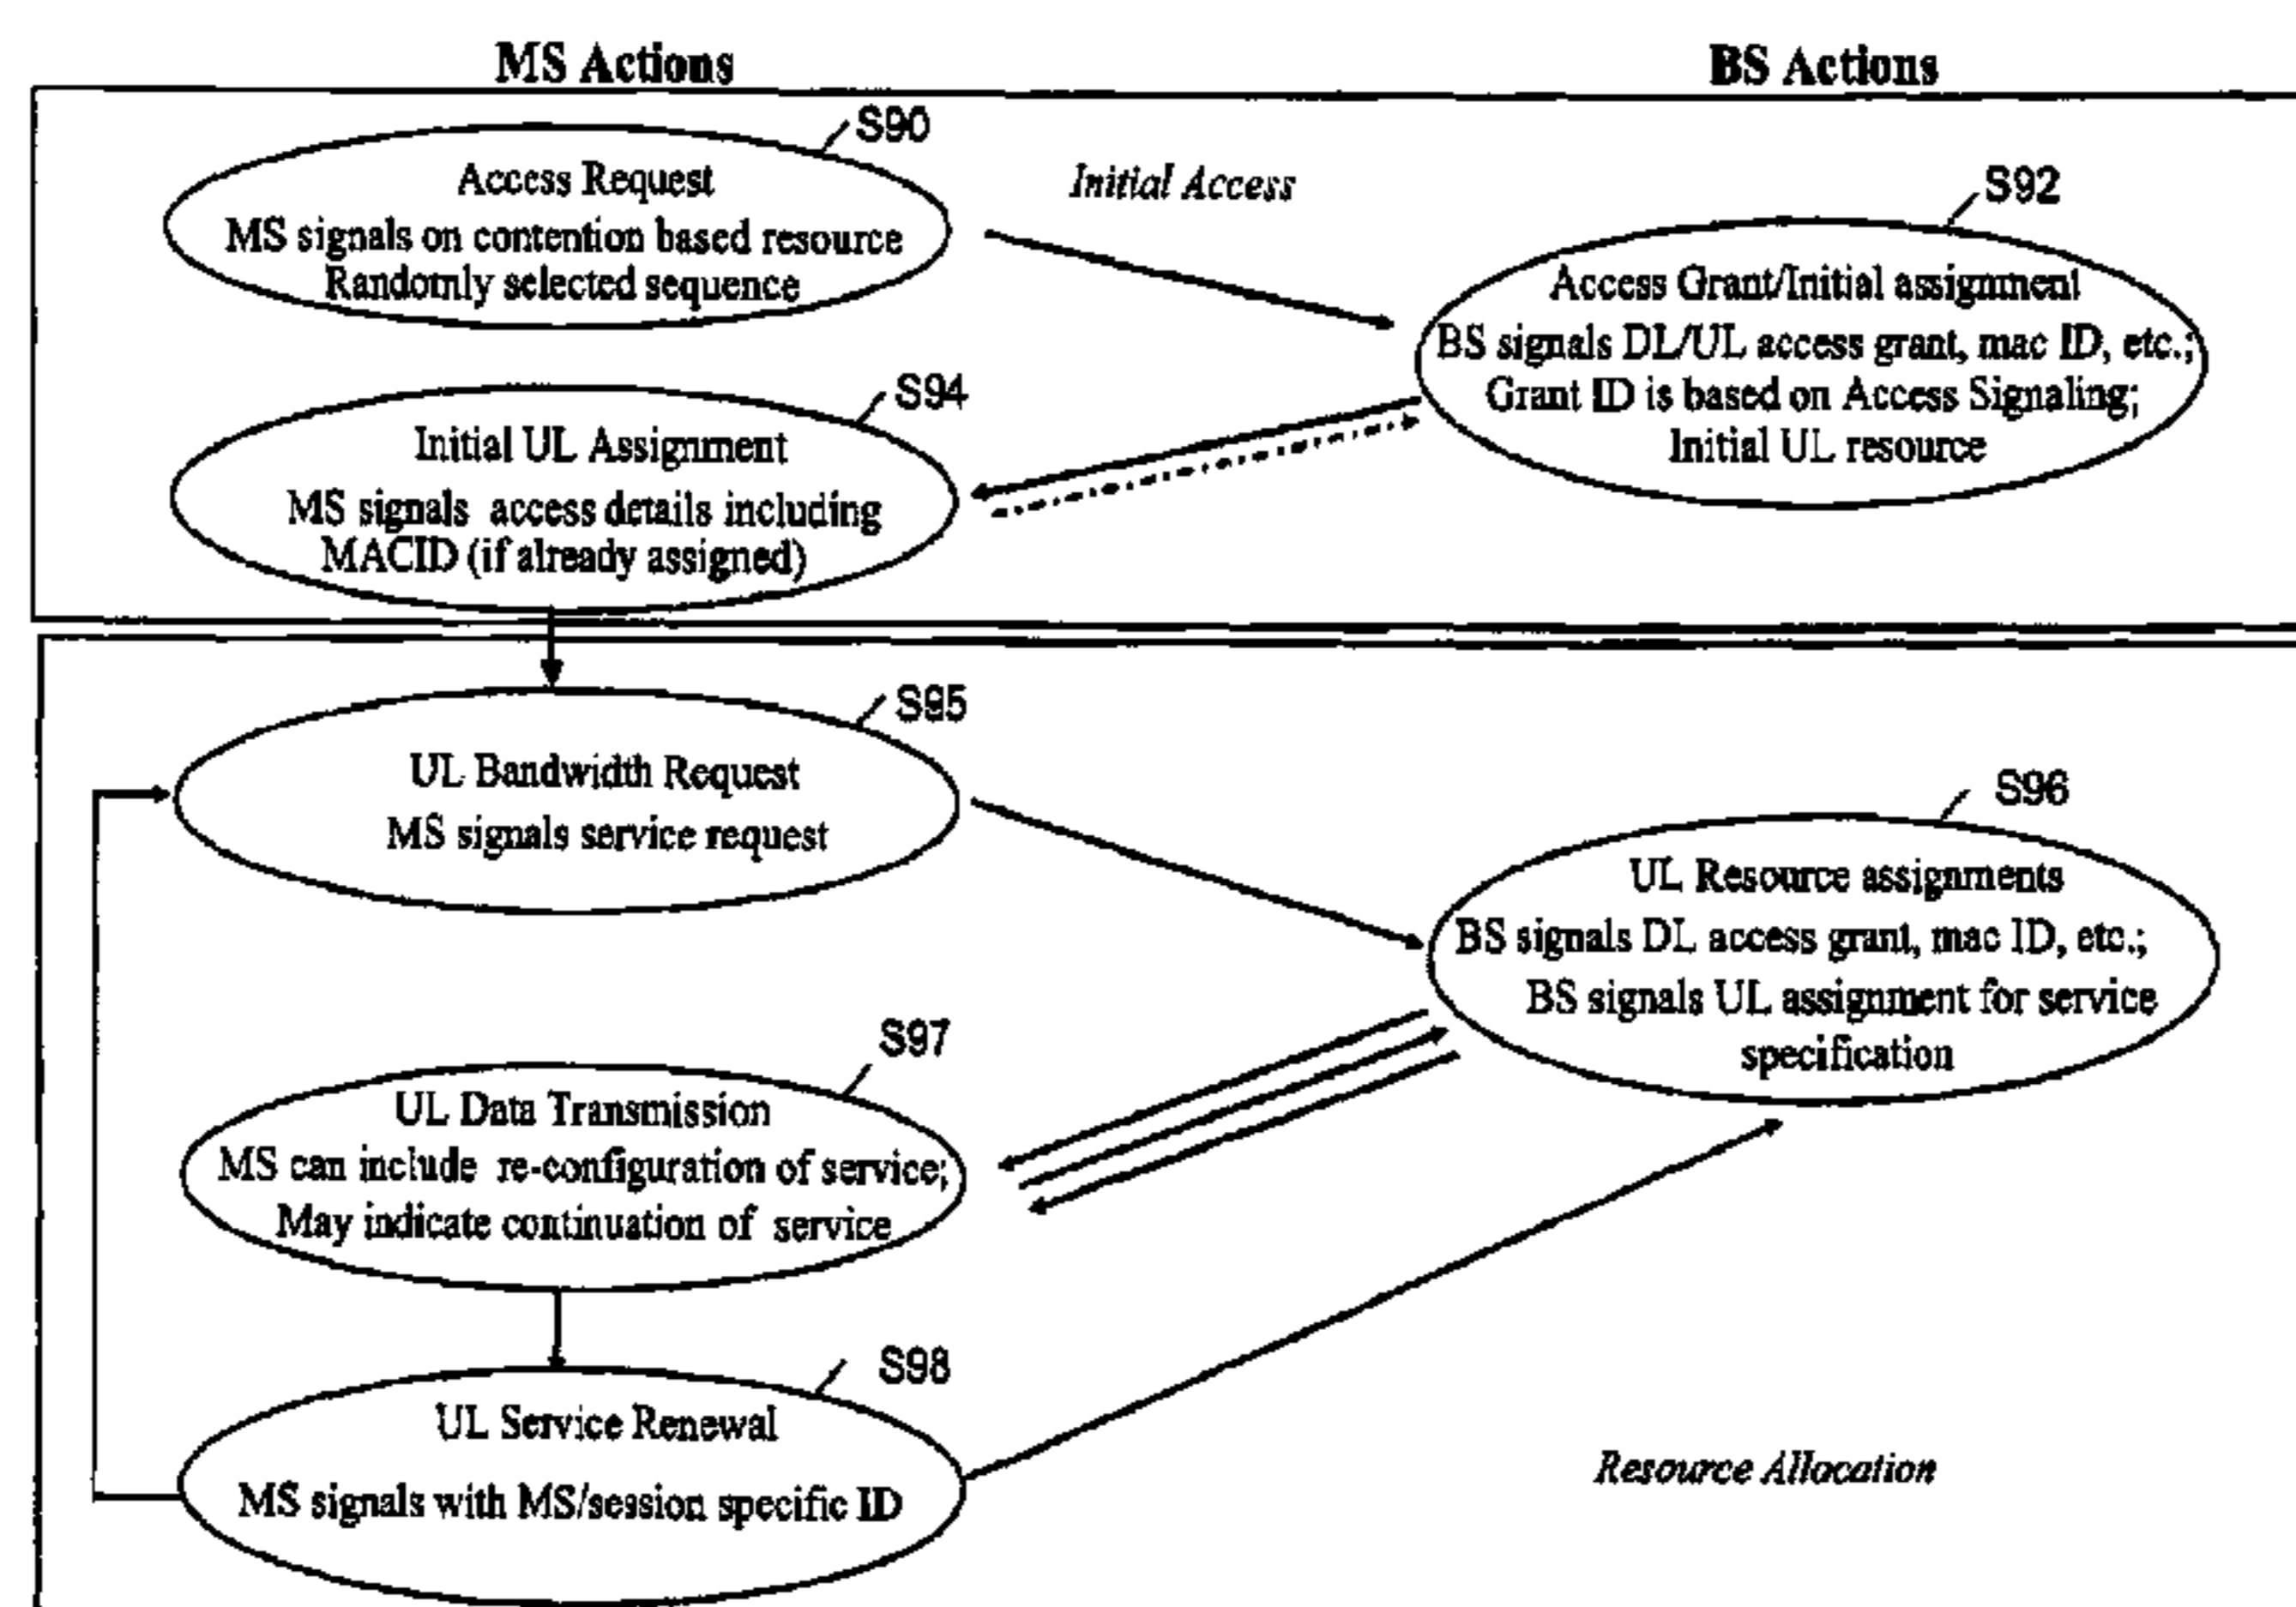 MS Actions
BS Actions
S90
Access Request
MS signals on contention based resource
Randomly selected sequence
Initial Access
S92
Access Grant/Initial assignment
BS signals DL/UL access grant, mac ID, etc.;
Grant ID is based on Access Signaling;
Initial UL resource
S94
Initial UL Assignment
MS signals access details including
MACID (if already assigned)
S95
UL Bandwidth Request
MS signals service request
S96
UL Resource assignments
BS signals DL access grant, mac ID, etc.;
BS signals UL assignment for service
specification
S97
UL Data Transmission
MS can include re-configuration of service;
May indicate continuation of service
S98
UL Service Renewal
MS signals with MS/session specific ID
Resource Allocation